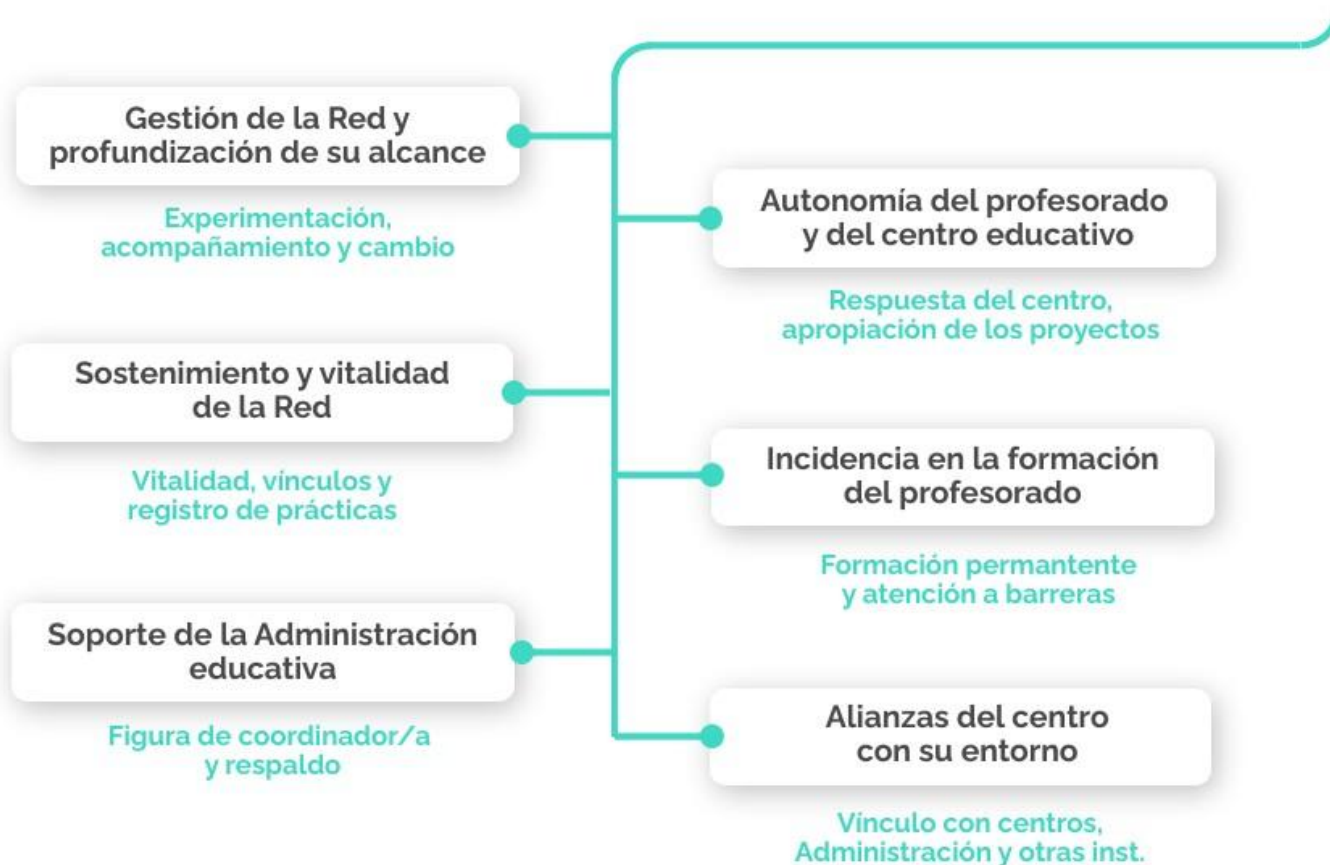 Gestión de la Red y
profundización de su alcance
Experimentación,
acompañamiento y cambio
Autonomía del profesorado
y del centro educativo
Respuesta del centro,
apropiación de los proyectos
Sostenimiento y vitalidad
de la Red
Vitalidad, vínculos y
registro de prácticas
Incidencia en la formación
del profesorado
Formación permantente
y atención a barreras
Soporte de la Administración
educativa
Figura de coordinador/a
y respaldo
Alianzas del centro
con su entorno
Vínculo con centros,
Administración y otras inst.